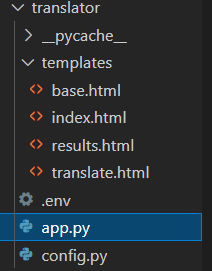 translator
__pycache__
templates
base.html
index.html
results.html
translate.html
.env
app.py
config.py